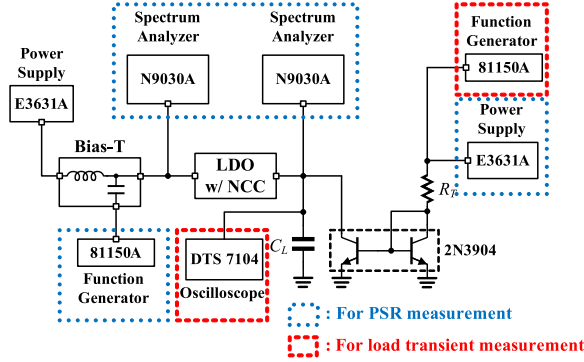 Spectrum
Analyzer
N9030A
Spectrum
Analyzer
N9030A
Function
Generator
81150A
Power
Supply
E3631A
Power
Supply
E3631A
Bias-T
LDO
w/ NCC
R_T
81150A
Function
Generator
DTS 7104
Oscilloscope
C_L
2N3904
: For PSR measurement
: For load transient measurement